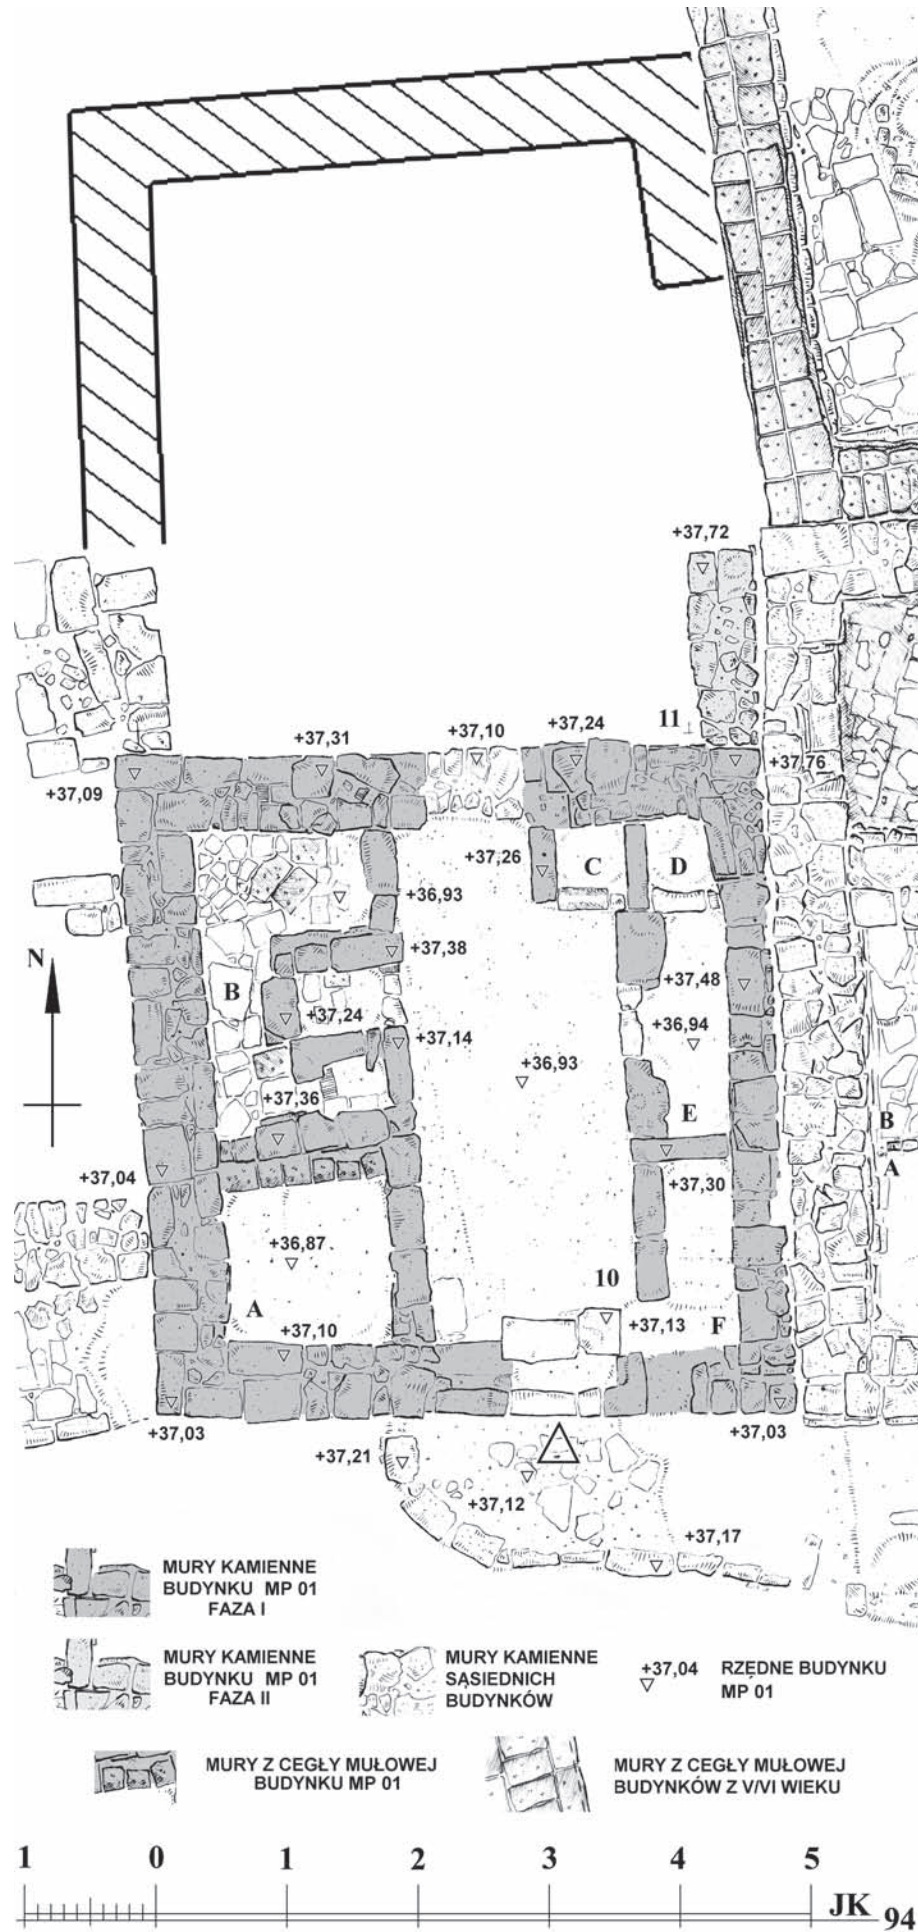 +37,72
11
+37,31
+37,10
+37,24
+37,76
+37,09
+37,26
C
D
+36,93
N
+37,38
B
+37,48
+37,24
+36,94
+37,14
+36,93
+37,36
E
B
A
+37,04
+37,30
+36,87
10
A
+37,13
F
+37,10
+37,03
+37,03
+37,21
+37,12
+37,17
MURY KAMIENNE
BUDYNKU MP 01
FAZA I
MURY KAMIENNE
BUDYNKU MP 01
FAZA II
MURY KAMIENNE
SĄSIEDNICH
BUDYNKÓW
+37,04
RZĘDNE BUDYNKU
MP 01
MURY Z CEGŁY MUŁOWEJ
BUDYNKU MP 01
MURY Z CEGŁY MUŁOWEJ
BUDYNKÓW Z V/VI WIEKU
1 0 1 2 3 4 5
JK 94